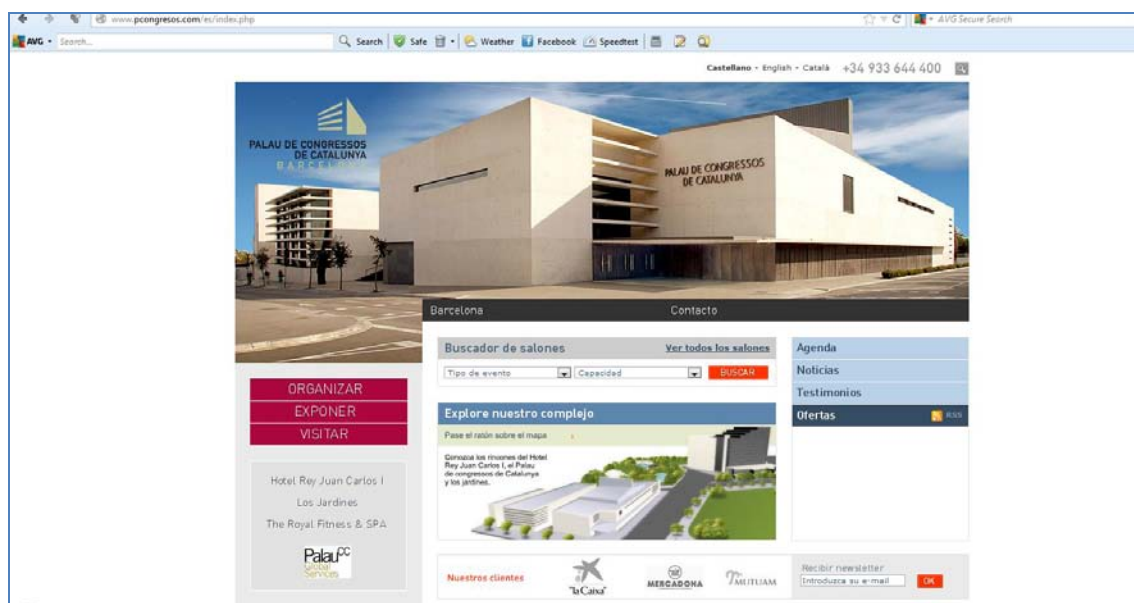 www.pcongresos.com/es/index.php
AVG Secure Search
AVG Search... Search Safe Weather Facebook Speedtest
Castellano · English · Català +34 933 644 400
PALAU DE CONGRESSOS
DE CATALUNYA
BARCELONA
PALAU DE CONGRESSOS
DE CATALUNYA
Barcelona Contacto
Buscador de salones Ver todos los salones
Tipo de evento Capacidad BUSCAR
Agenda
Noticias
Testimonios
Ofertas RSS
ORGANIZAR
EXPONER
VISITAR
Explore nuestro complejo
Pase el ratón sobre el mapa
Conozca los rincones del Hotel
Rey Juan Carlos I, el Palau
de congressos de Catalunya
y los jardines.
Hotel Rey Juan Carlos I
Los Jardines
The Royal Fitness & SPA
Palau CC
Global
Services
Nuestros clientes
"la Caixa"
MERCADONA
MUTUAM
Recibir newsletter
Introduzca su e-mail OK